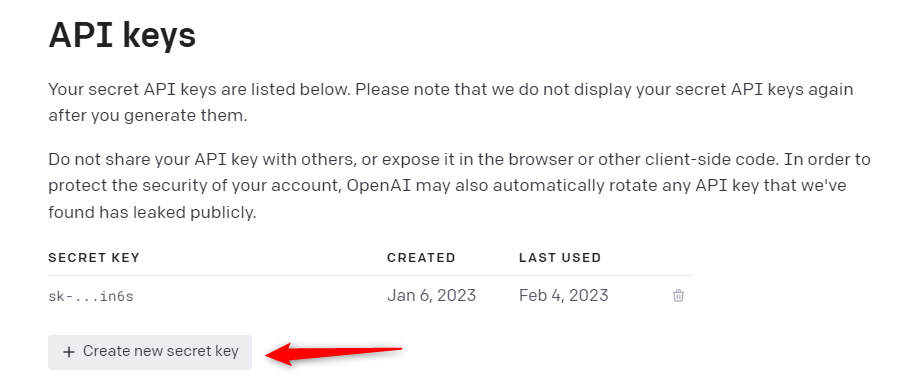 API keys
Your secret API keys are listed below. Please note that we do not display your secret API keys again
after you generate them.
Do not share your API key with others, or expose it in the browser or other client-side code. In order to
protect the security of your account, OpenAI may also automatically rotate any API key that we've
found has leaked publicly.
SECRET KEY CREATED LAST USED
sk-...in6s Jan 6, 2023 Feb 4, 2023
+ Create new secret key